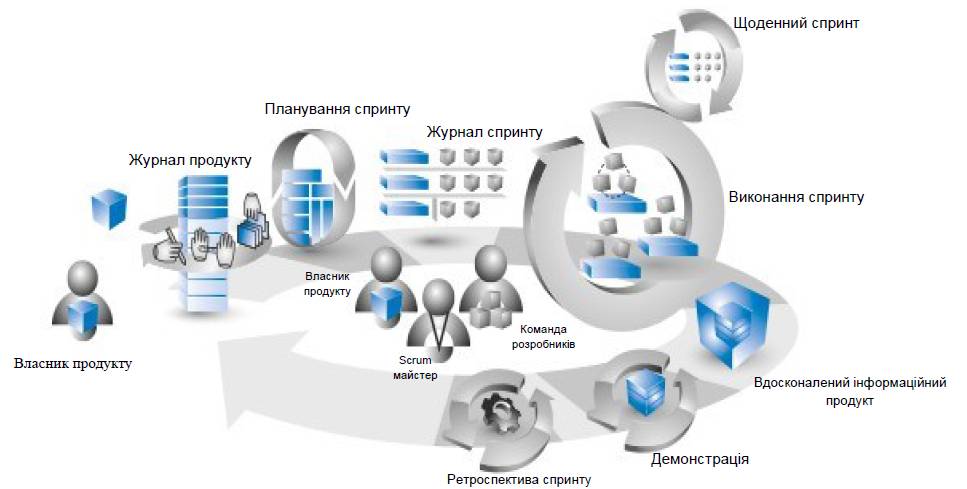 Щоденний спринт
Планування спринту
Журнал спринту
Журнал продукту
Виконання спринту
Власник
продукту
Команда
розробників
Scrum
майстер
Власник продукту
Вдосконалений інформаційний
продукт
Демонстрація
Ретроспектива спринту